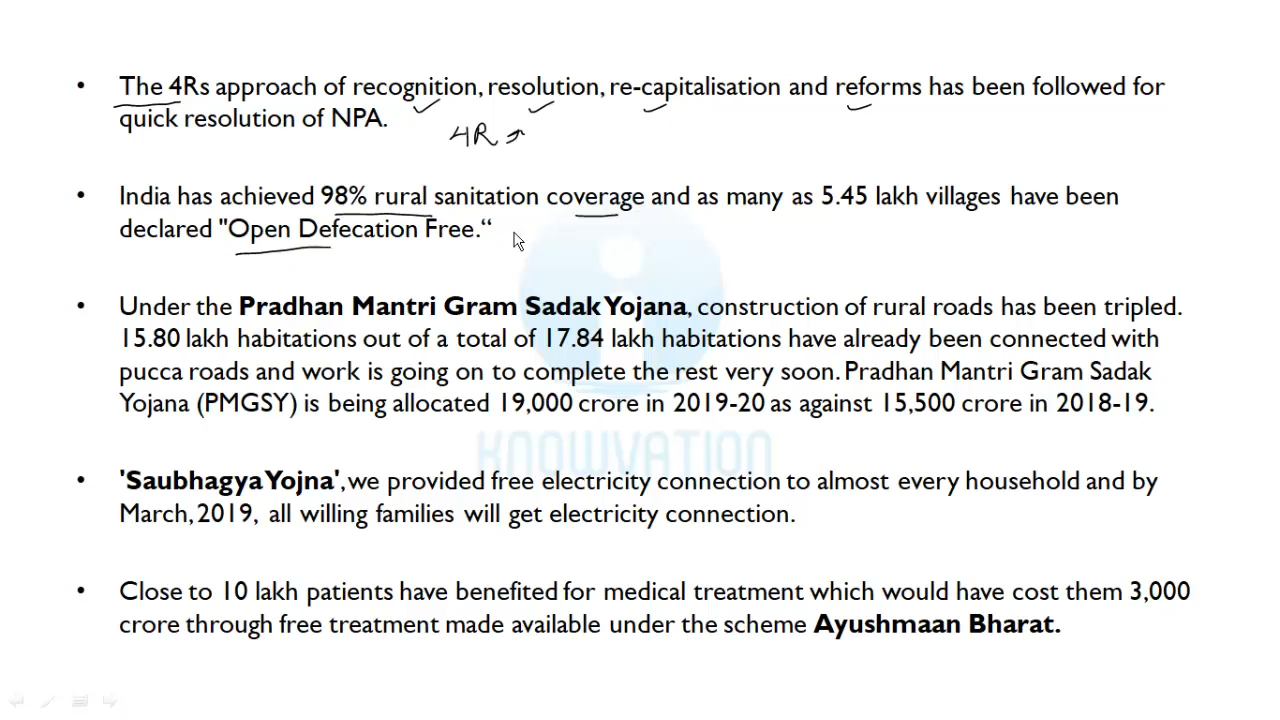 • The 4Rs approach of recognition, resolution, re-capitalisation and reforms has been followed for
quick resolution of NPA.
4R
• India has achieved 98% rural sanitation coverage and as many as 5.45 lakh villages have been
declared "Open Defecation Free.“
• Under the Pradhan Mantri Gram Sadak Yojana, construction of rural roads has been tripled.
15.80 lakh habitations out of a total of 17.84 lakh habitations have already been connected with
pucca roads and work is going on to complete the rest very soon. Pradhan Mantri Gram Sadak
Yojana (PMGSY) is being allocated 19,000 crore in 2019-20 as against 15,500 crore in 2018-19.
KNOWVATION
• 'Saubhagya Yojna', we provided free electricity connection to almost every household and by
March, 2019, all willing families will get electricity connection.
• Close to 10 lakh patients have benefited for medical treatment which would have cost them 3,000
crore through free treatment made available under the scheme Ayushmaan Bharat.